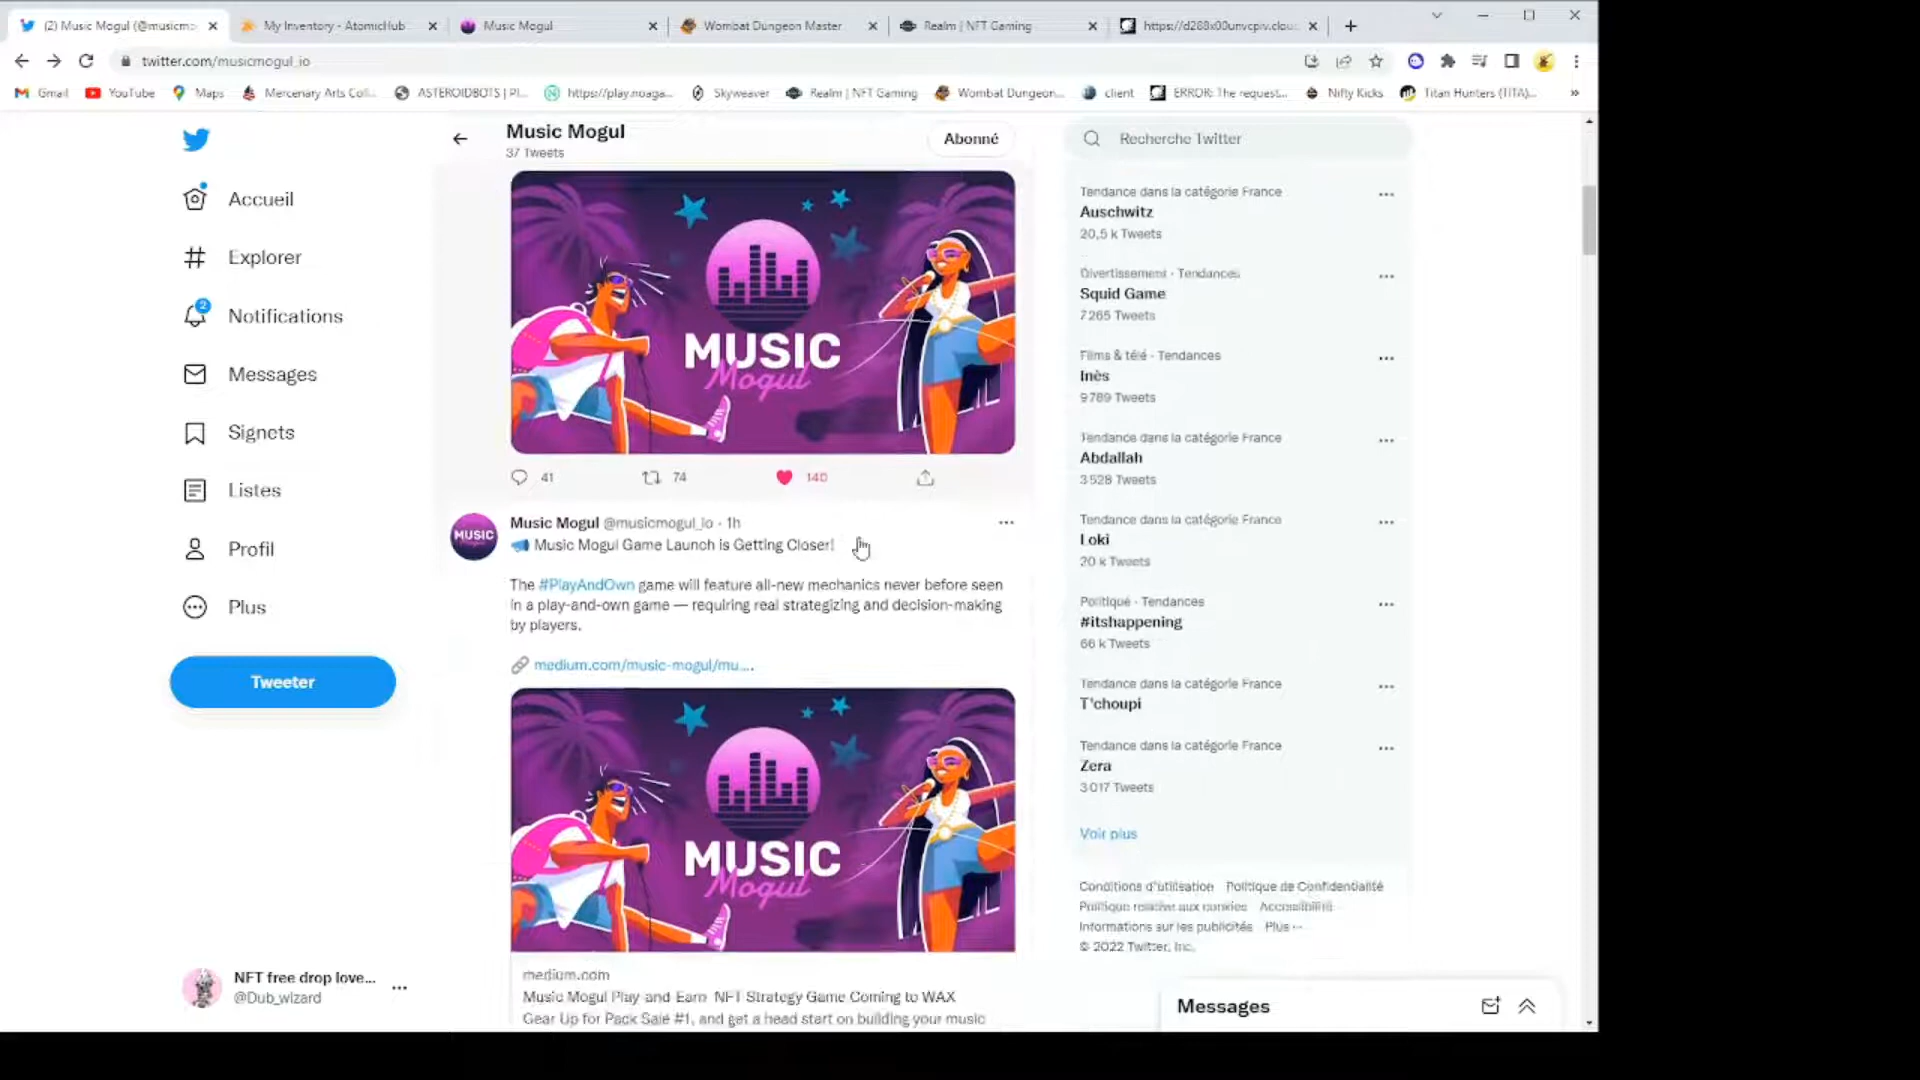 (2) Music Mogul (@musicmo
My Inventory - AtomicHub
Music Mogul
Wombat Dungeon Master
Realm | NFT Gaming
https://d288x00unvcpiv.clou
twitter.com/musicmogul_io
Gmail
YouTube
Maps
Mercenary Arts Coll...
ASTEROIDBOTS | Pl...
https://play.noaga...
Skyweaver
Realm | NFT Gaming
Wombat Dungeon...
client
ERROR: The request...
Nifty Kicks
Titan Hunters (TITA)...
»
Music Mogul
37 Tweets
Abonné
Recherche Twitter
Accueil
Explorer
2
Notifications
Messages
Signets
Listes
Profil
Plus
Tweeter
NFT free drop love...
@Dub_wizard
MUSIC
Mogul
41
74
140
MUSIC
Music Mogul @musicmogul_io · 1h
Music Mogul Game Launch is Getting Closer!
The #PlayAndOwn game will feature all-new mechanics never before seen
in a play-and-own game — requiring real strategizing and decision-making
by players.
medium.com/music-mogul/mu...
MUSIC
Mogul
medium.com
Music Mogul Play-and-Earn NFT Strategy Game Coming to WAX
Gear Up for Pack Sale #1, and get a head start on building your music
Tendance dans la catégorie France
Auschwitz
20,5 k Tweets
Divertissement · Tendances
Squid Game
7 265 Tweets
Films & télé · Tendances
Inès
9 789 Tweets
Tendance dans la catégorie France
Abdallah
3 528 Tweets
Tendance dans la catégorie France
Loki
20 k Tweets
Politique · Tendances
#itshappening
66 k Tweets
Tendance dans la catégorie France
T'choupi
Tendance dans la catégorie France
Zera
3 017 Tweets
Voir plus
Conditions d'utilisation Politique de Confidentialité
Politique relative aux cookies Accessibilité
Informations sur les publicités Plus ···
© 2022 Twitter, Inc.
Messages